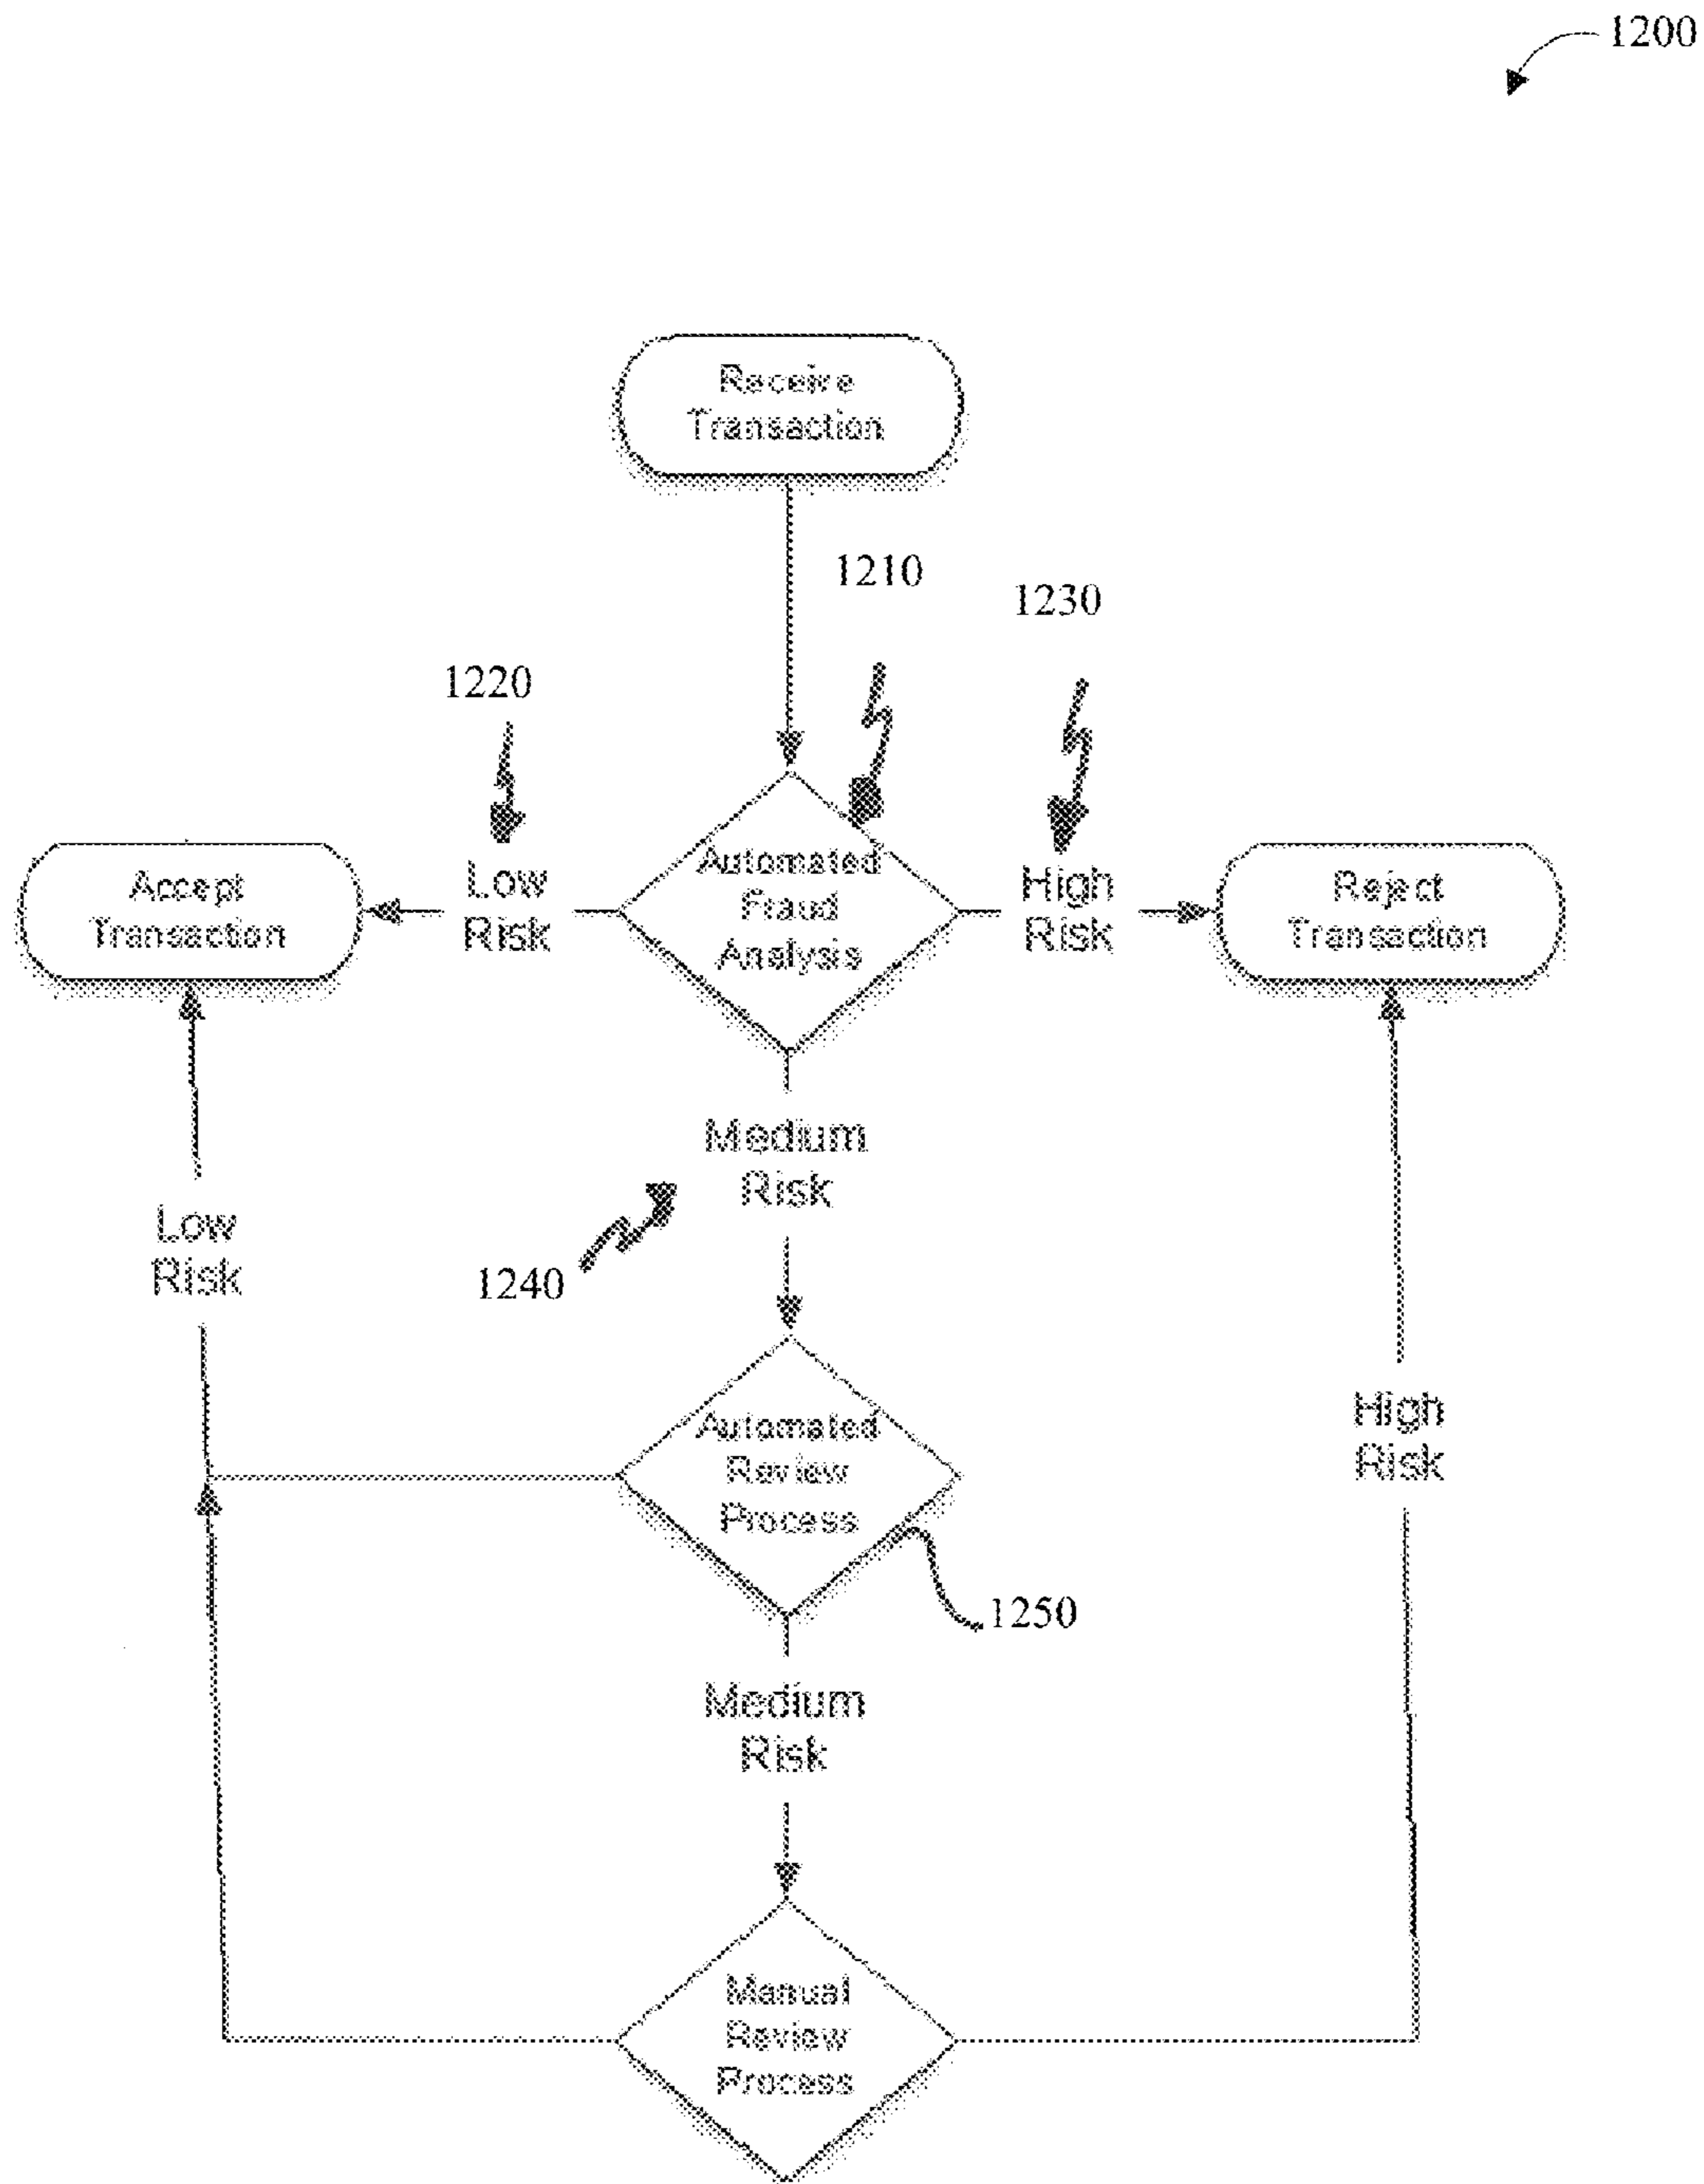 1200
Receive
Transaction
1210
1230
1220
Accept
Transaction
Low
Risk
Automated
Fraud
Analysis
High
Risk
Reject
Transaction
Medium
Risk
1240
Low
Risk
High
Risk
Automated
Review
Process
1250
Medium
Risk
Manual
Review
Process